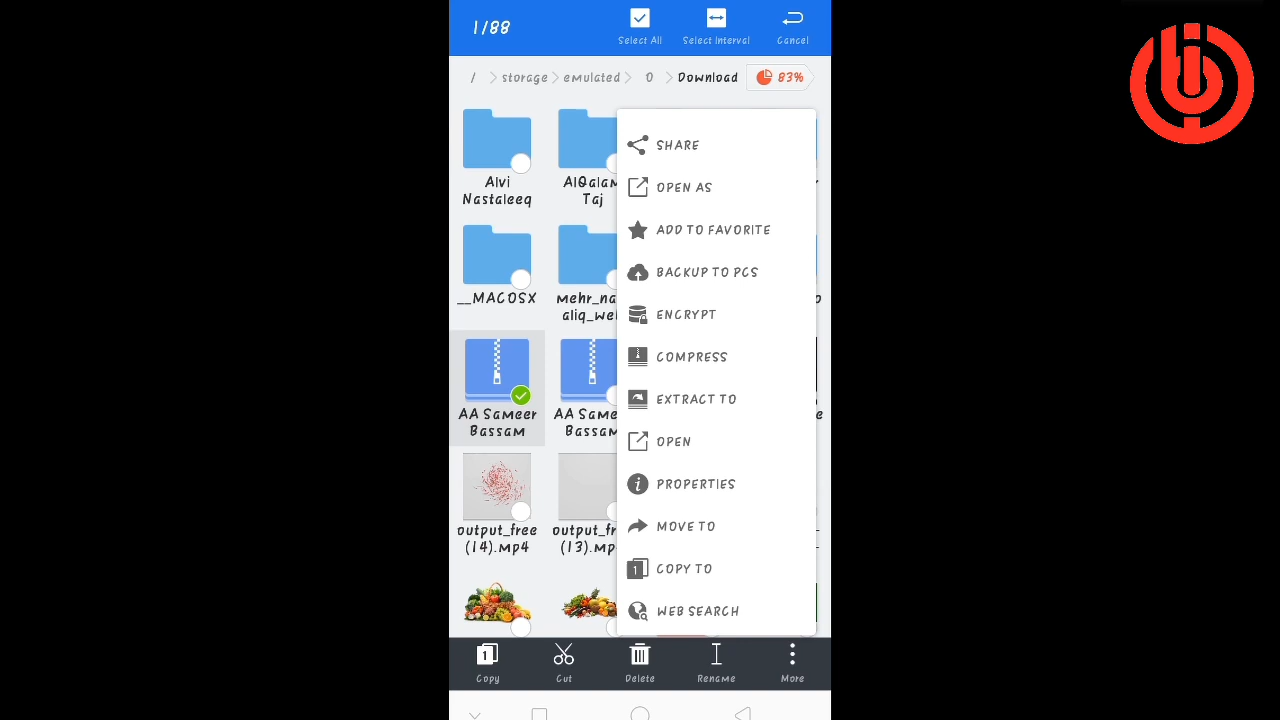 1/88
Select All
Select Interval
Cancel
/ storage emulated 0 Download 83%
Alvi
Nastaleeq
AlQalam
Taj
__MACOSX
mehr_na
aliq_we
AA Sameer
Bassam
AA Same
Bassam
output_free
(14).mp4
output_fr
(13).mp
SHARE
OPEN AS
ADD TO FAVORITE
BACKUP TO PCS
ENCRYPT
COMPRESS
EXTRACT TO
OPEN
PROPERTIES
MOVE TO
COPY TO
WEB SEARCH
Copy
Cut
Delete
Rename
More